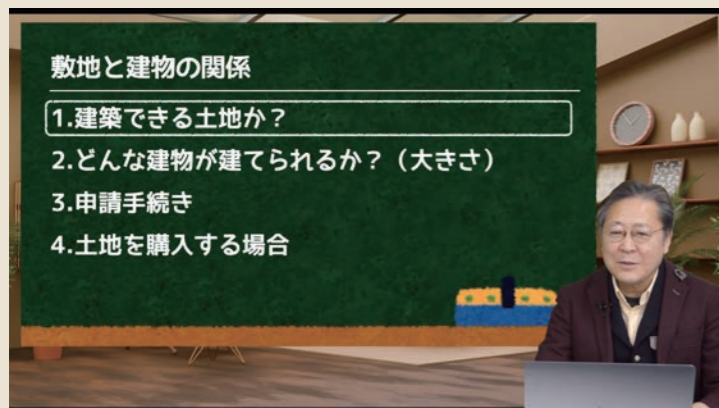 敷地と建物の関係
1.建築できる土地か？
2.どんな建物が建てられるか？（大きさ）
3.申請手続き
4.土地を購入する場合